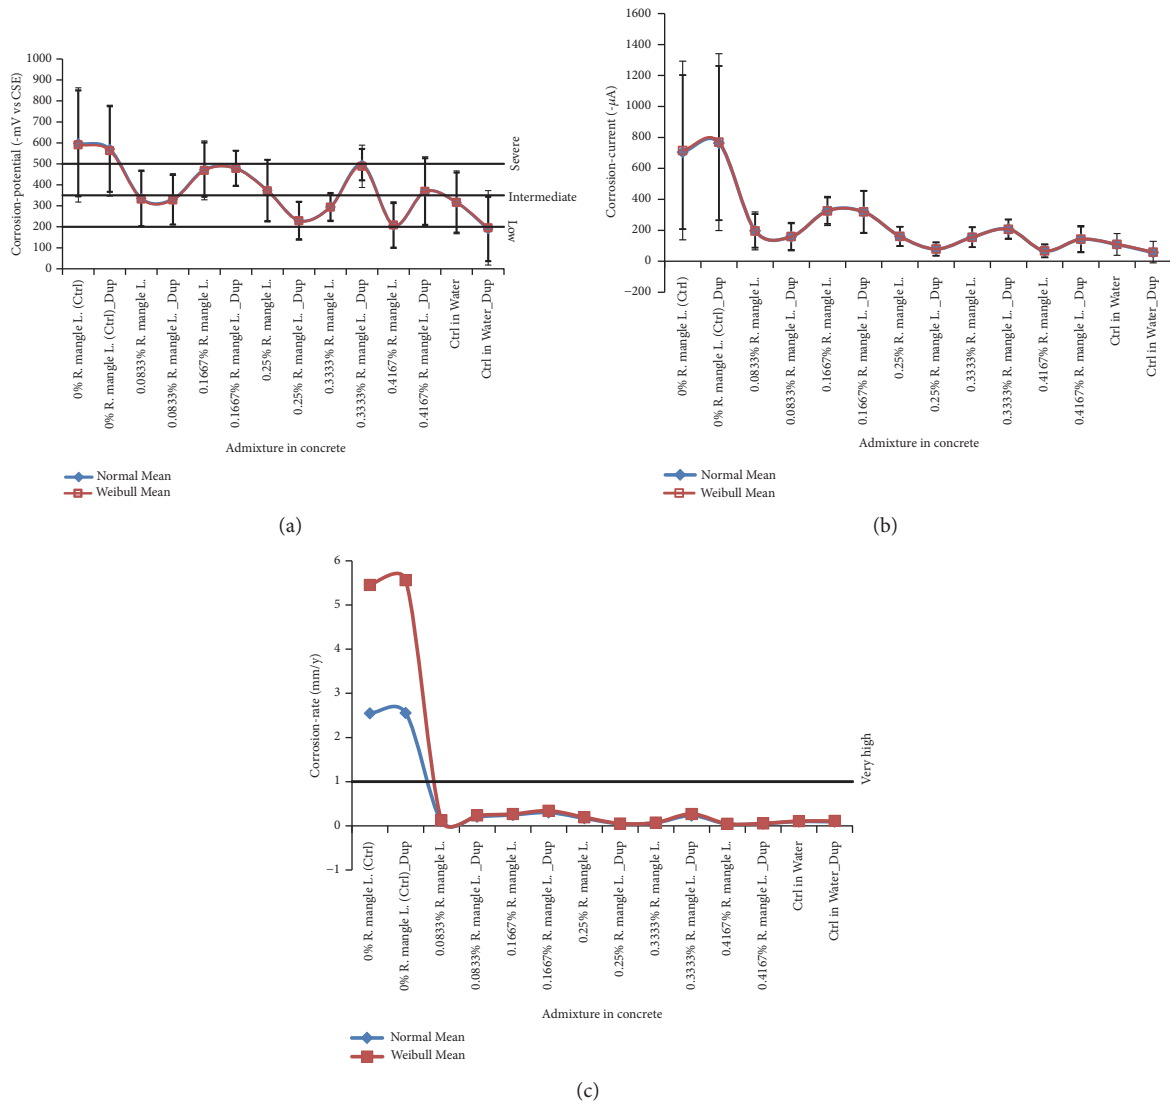 Corrosion-potential (-mV vs CSE)
1000
900
800
700
600
500
400
300
200
100
0
Severe
Intermediate
Low
0% R. mangle L. (Ctrl)
0% R. mangle L. (Ctrl)_Dup
0.0833% R. mangle L.
0.0833% R. mangle L. _Dup
0.1667% R. mangle L.
0.1667% R. mangle L. _Dup
0.25% R. mangle L.
0.25% R. mangle L. _Dup
0.3333% R. mangle L.
0.3333% R. mangle L. _Dup
0.4167% R. mangle L.
0.4167% R. mangle L. _Dup
Ctrl in Water
Ctrl in Water_Dup
Admixture in concrete
Normal Mean
Weibull Mean
(a)
Corrosion-current (-μA)
1600
1400
1200
1000
800
600
400
200
0
−200
0% R. mangle L. (Ctrl)
0% R. mangle L. (Ctrl)_Dup
0.0833% R. mangle L.
0.0833% R. mangle L. _Dup
0.1667% R. mangle L.
0.1667% R. mangle L. _Dup
0.25% R. mangle L.
0.25% R. mangle L. _Dup
0.3333% R. mangle L.
0.3333% R. mangle L. _Dup
0.4167% R. mangle L.
0.4167% R. mangle L. _Dup
Ctrl in Water
Ctrl in Water_Dup
Admixture in concrete
Normal Mean
Weibull Mean
(b)
Corrosion-rate (mm/y)
6
5
4
3
2
1
0
−1
Very high
0% R. mangle L. (Ctrl)
0% R. mangle L. (Ctrl)_Dup
0.0833% R. mangle L.
0.0833% R. mangle L. _Dup
0.1667% R. mangle L.
0.1667% R. mangle L. _Dup
0.25% R. mangle L.
0.25% R. mangle L. _Dup
0.3333% R. mangle L.
0.3333% R. mangle L. _Dup
0.4167% R. mangle L.
0.4167% R. mangle L. _Dup
Ctrl in Water
Ctrl in Water_Dup
Admixture in concrete
Normal Mean
Weibull Mean
(c)